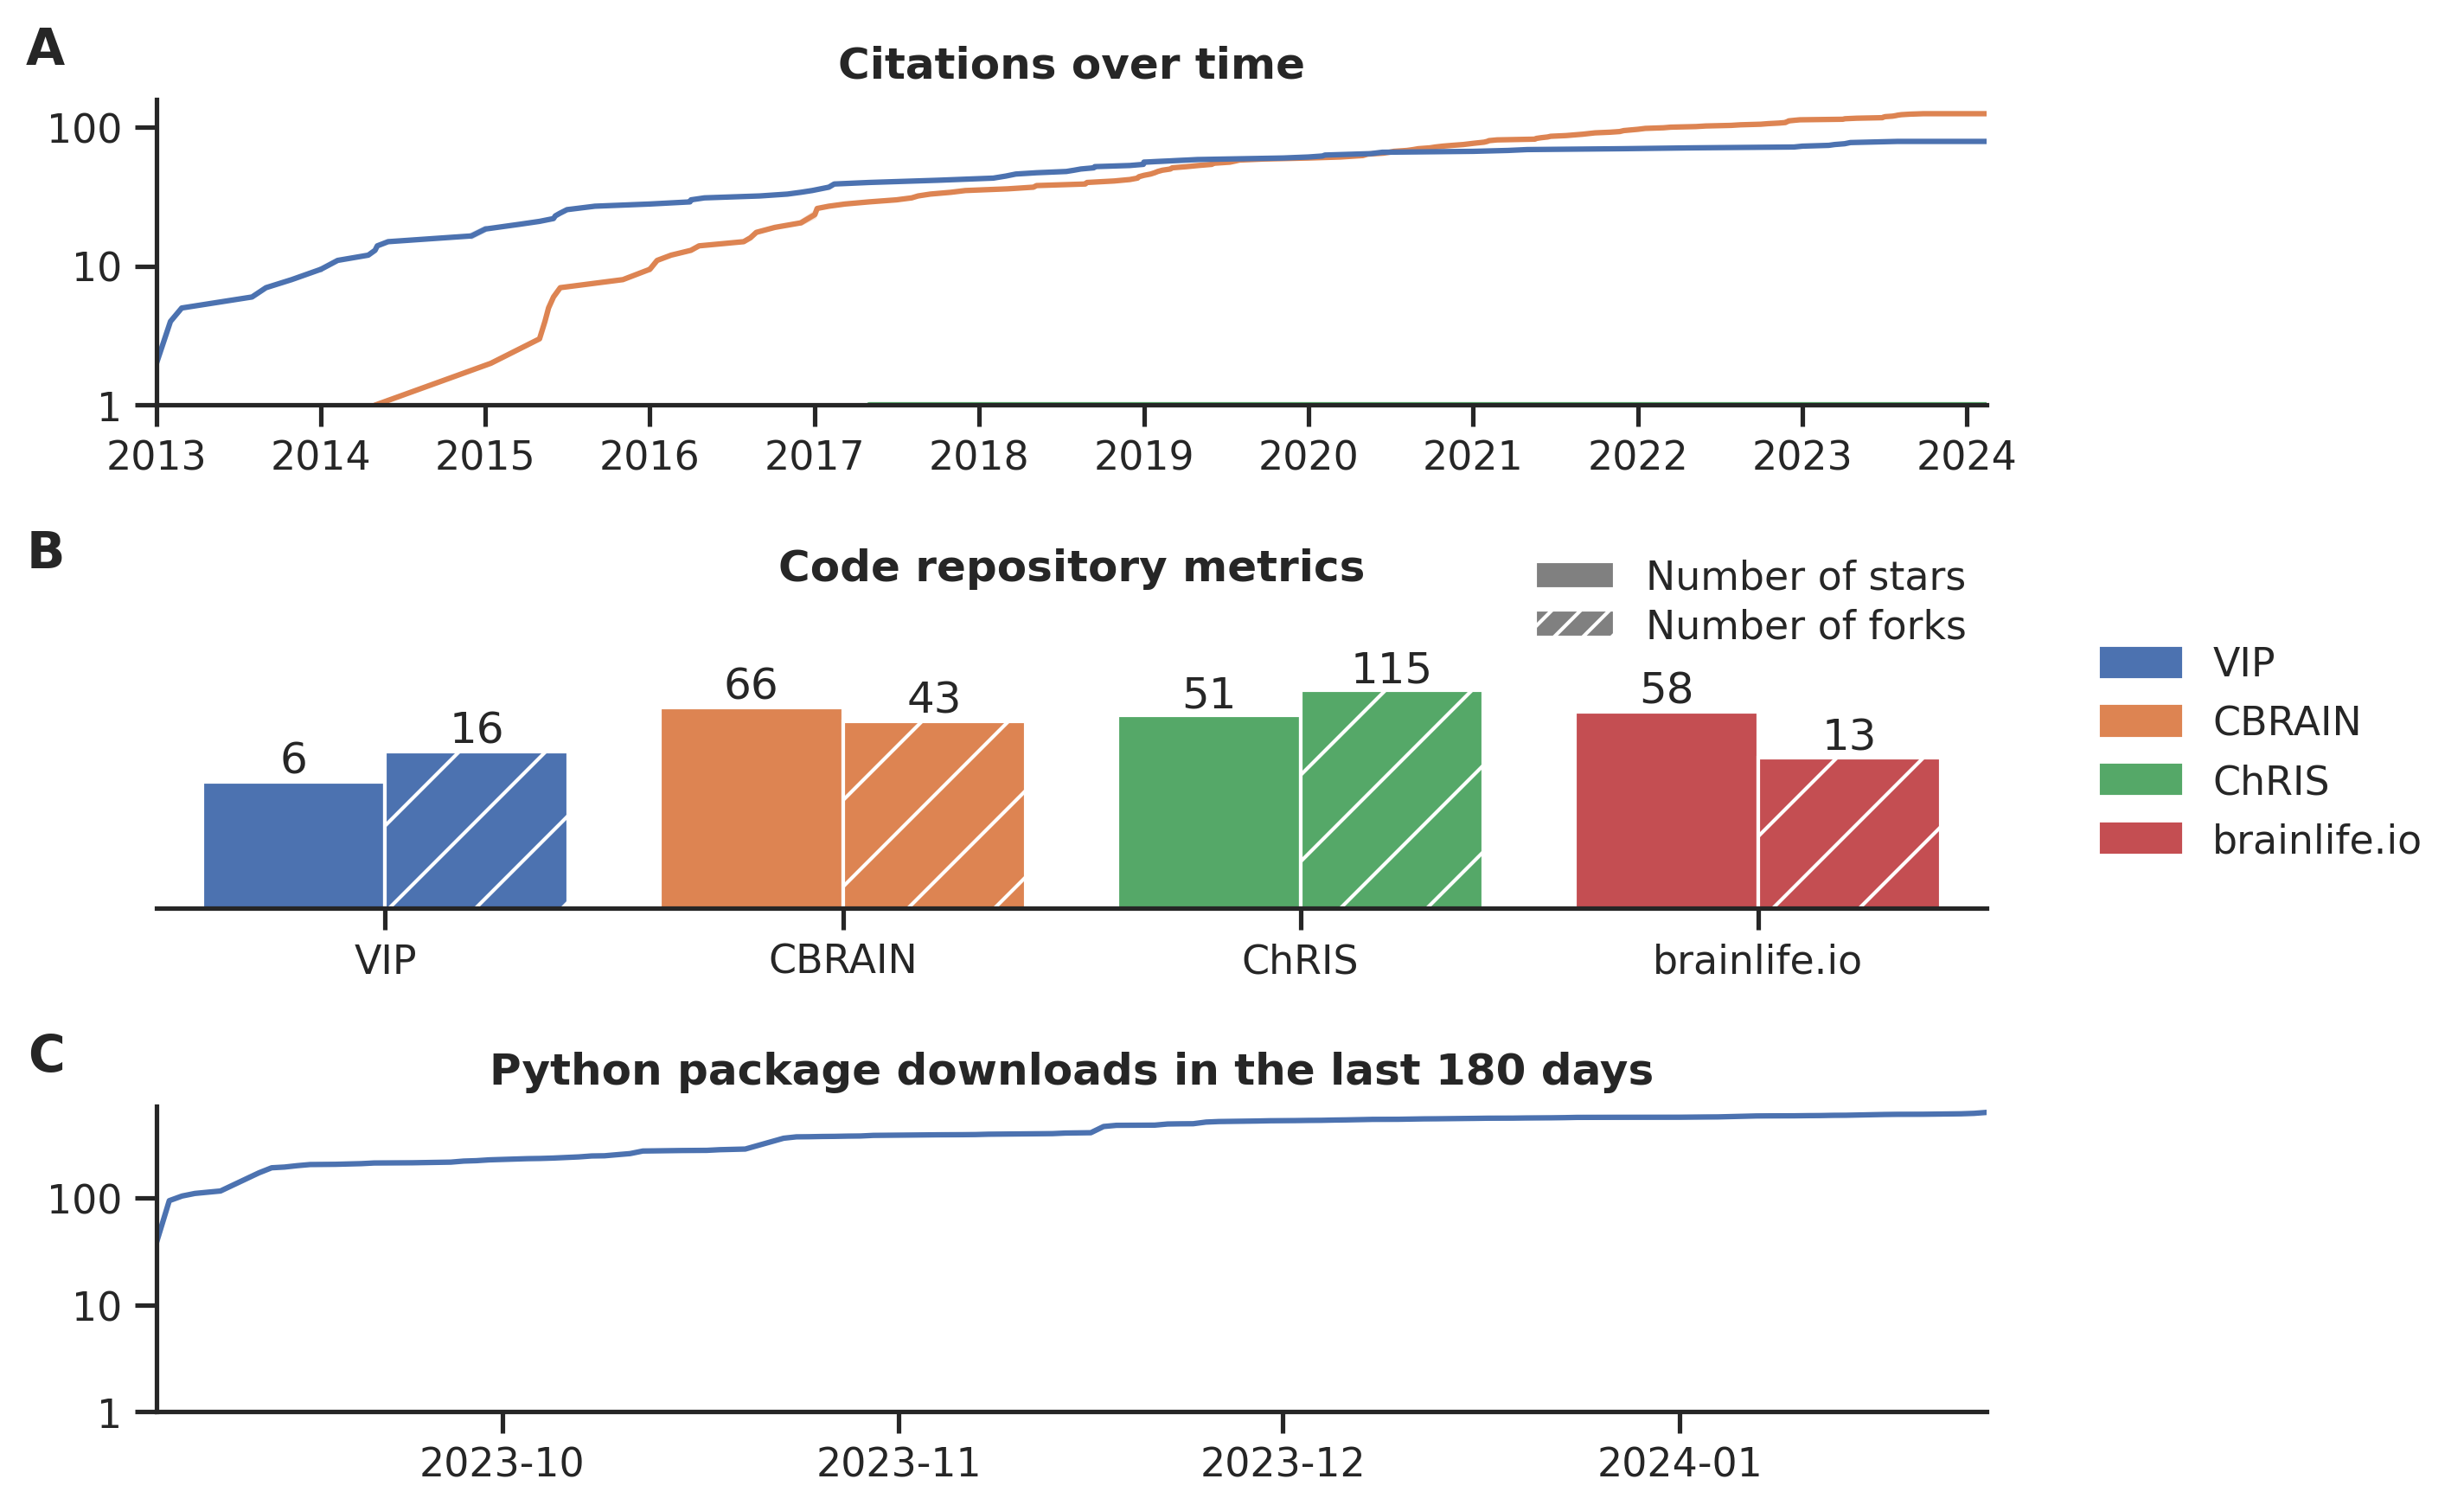 A
Citations over time
100
10
1
2013 2014 2015 2016 2017 2018 2019 2020 2021 2022 2023 2024
B
Code repository metrics
Number of stars
Number of forks
6 16 66 43 51 115 58 13
VIP CBRAIN ChRIS brainlife.io
VIP
CBRAIN
ChRIS
brainlife.io
C
Python package downloads in the last 180 days
100
10
1
2023-10 2023-11 2023-12 2024-01